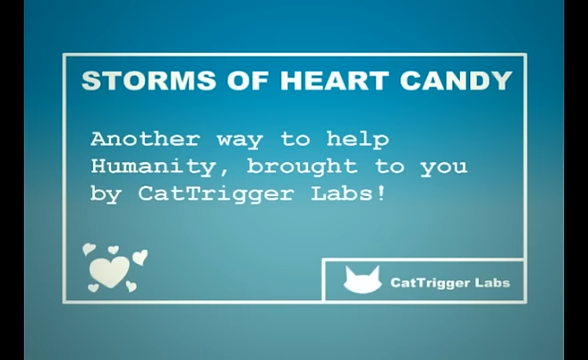 STORMS OF HEART CANDY
Another way to help
Humanity, brought to you
by CatTrigger Labs!
CatTrigger Labs